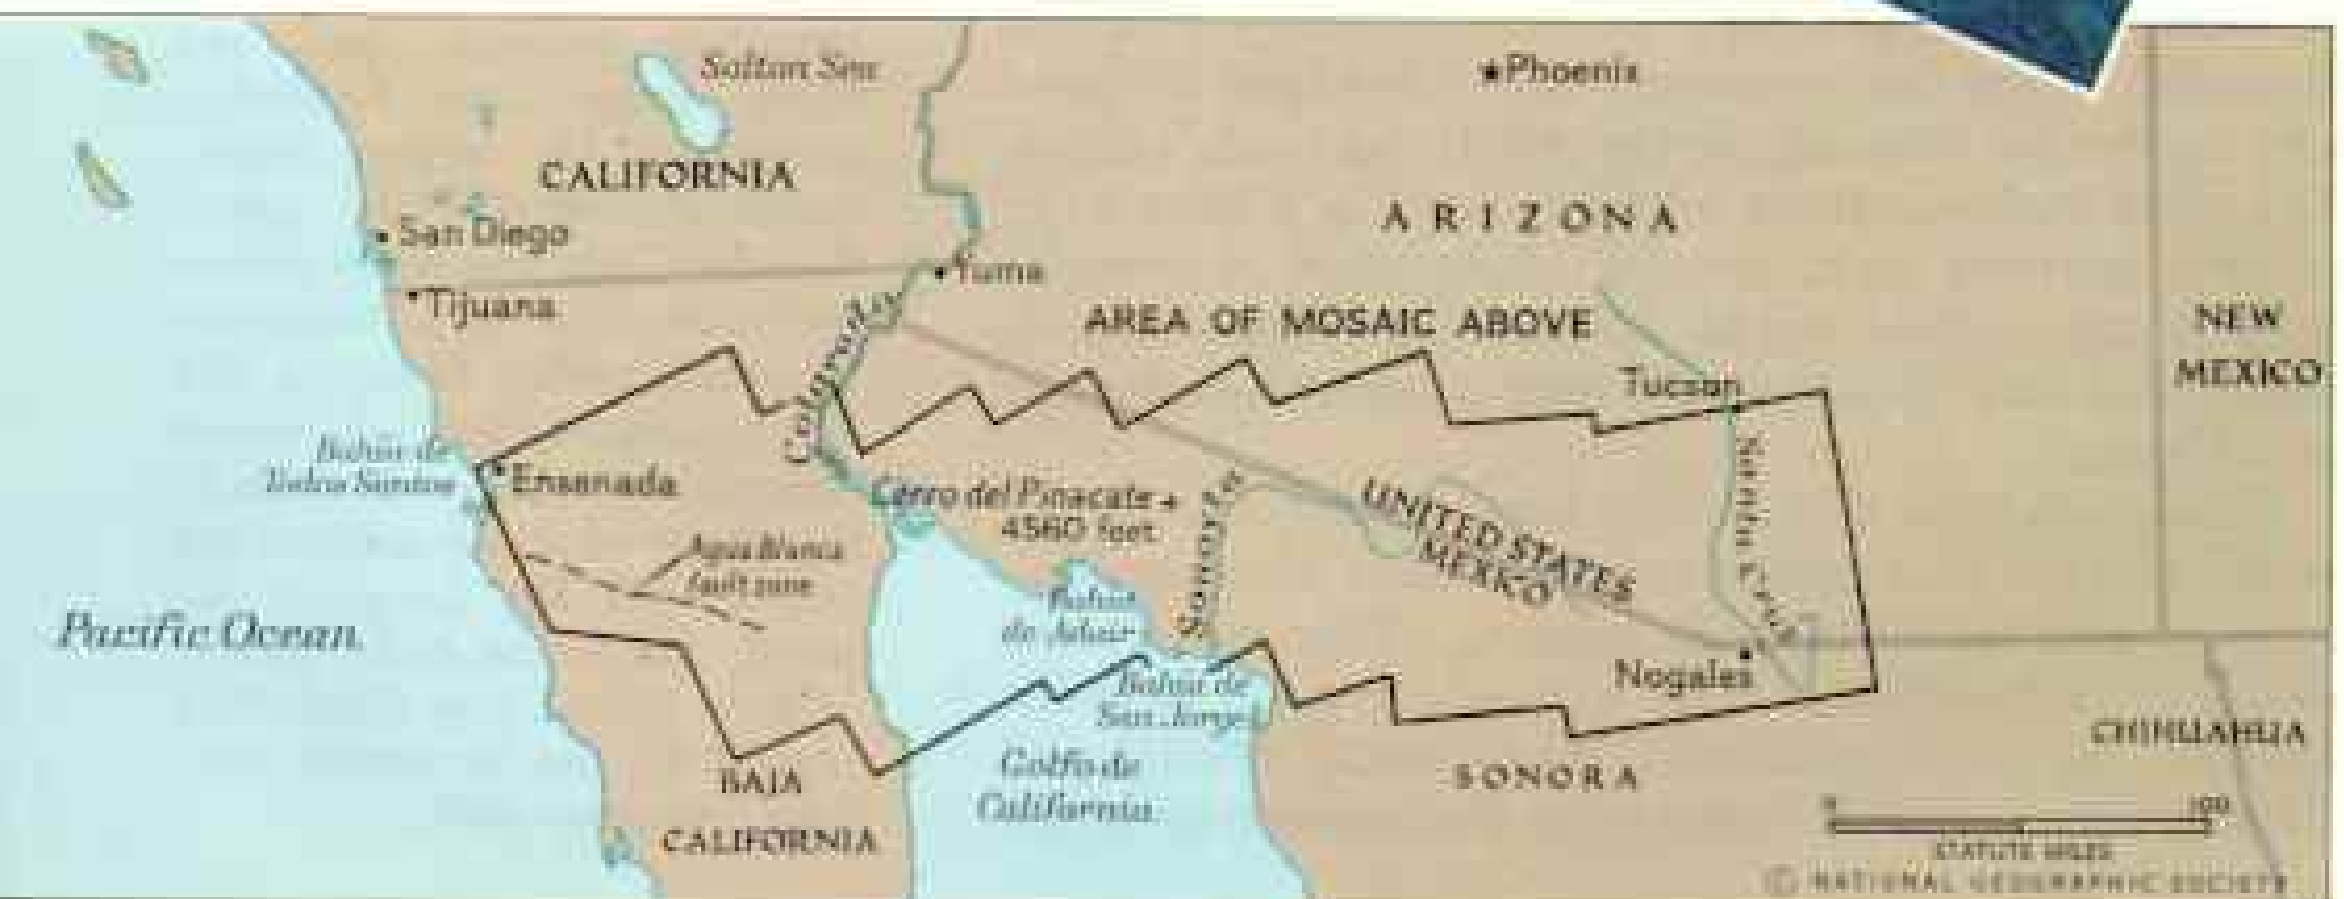 Salton Sea
Phoenix
CALIFORNIA
ARIZONA
San Diego
Yuma
Tijuana
Colorado
AREA OF MOSAIC ABOVE
NEW
MEXICO
Tucson
Bahia de
Todos Santos
Ensenada
Cerro del Pinacate +
4560 feet
Sonoyta
UNITED STATES
MEXICO
Santa Cruz
Agua Blanca
fault zone
Bahia
de Adair
Pacific Ocean
Nogales
Bahia de
San Jorge
CHIHUAHUA
BAJA
CALIFORNIA
Golfo de
California
SONORA
0 100
STATUTE MILES
© NATIONAL GEOGRAPHIC SOCIETY